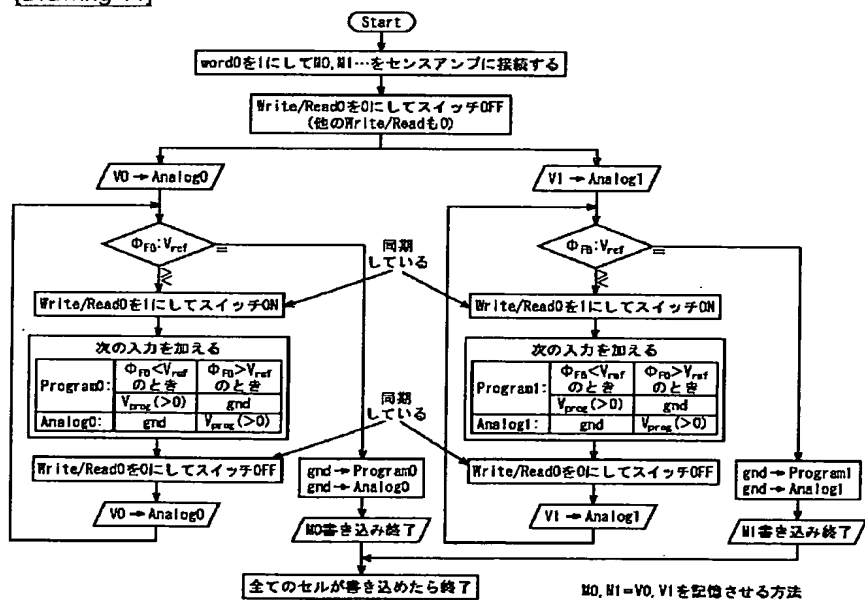 Start
word0を1にしてM0,M1…をセンスアンプに接続する
Write/Read0を0にしてスイッチOFF
(他のWrite/Readも0)
V0→Analog0
V1→Analog1
Φ_F0:V_ref
=
≷
Φ_F0:V_ref
=
≷
同期
している
Write/Read0を1にしてスイッチON
Write/Read0を1にしてスイッチON
次の入力を加える
Program0:
Φ_F0<V_ref
のとき
Φ_F0>V_ref
のとき
V_prog(>0)
gnd
Analog0:
gnd
V_prog(>0)
次の入力を加える
Program1:
Φ_F0<V_ref
のとき
Φ_F0>V_ref
のとき
V_prog(>0)
gnd
Analog1:
gnd
V_prog(>0)
同期
している
Write/Read0を0にしてスイッチOFF
Write/Read0を0にしてスイッチOFF
gnd→Program0
gnd→Analog0
gnd→Program1
gnd→Analog1
V0→Analog0
M0書き込み終了
V1→Analog1
M1書き込み終了
全てのセルが書き込めたら終了
M0,M1=V0,V1を記憶させる方法